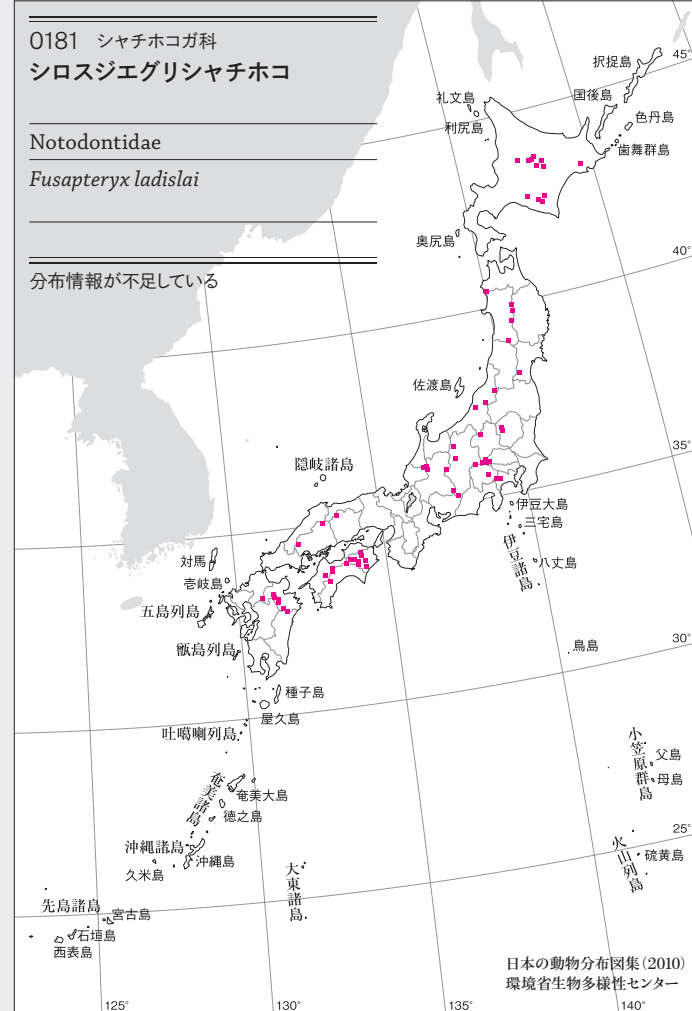 0181 シャチホコガ科
シロスジエグリシャチホコ
Notodontidae
Fusapteryx ladislai
分布情報が不足している
択捉島
45°
国後島
礼文島
色丹島
利尻島
歯舞群島
奥尻島
40°
佐渡島
35°
隠岐諸島
伊豆大島
三宅島
伊豆諸島
八丈島
対馬
壱岐島
五島列島
甑島列島
鳥島
30°
種子島
屋久島
吐噶喇列島
小笠原群島
父島
母島
奄美諸島
奄美大島
徳之島
25°
沖縄諸島
沖縄島
久米島
火山列島
硫黄島
大東諸島
先島諸島
宮古島
石垣島
西表島
日本の動物分布図集(2010)
環境省生物多様性センター
125°
130°
135°
140°